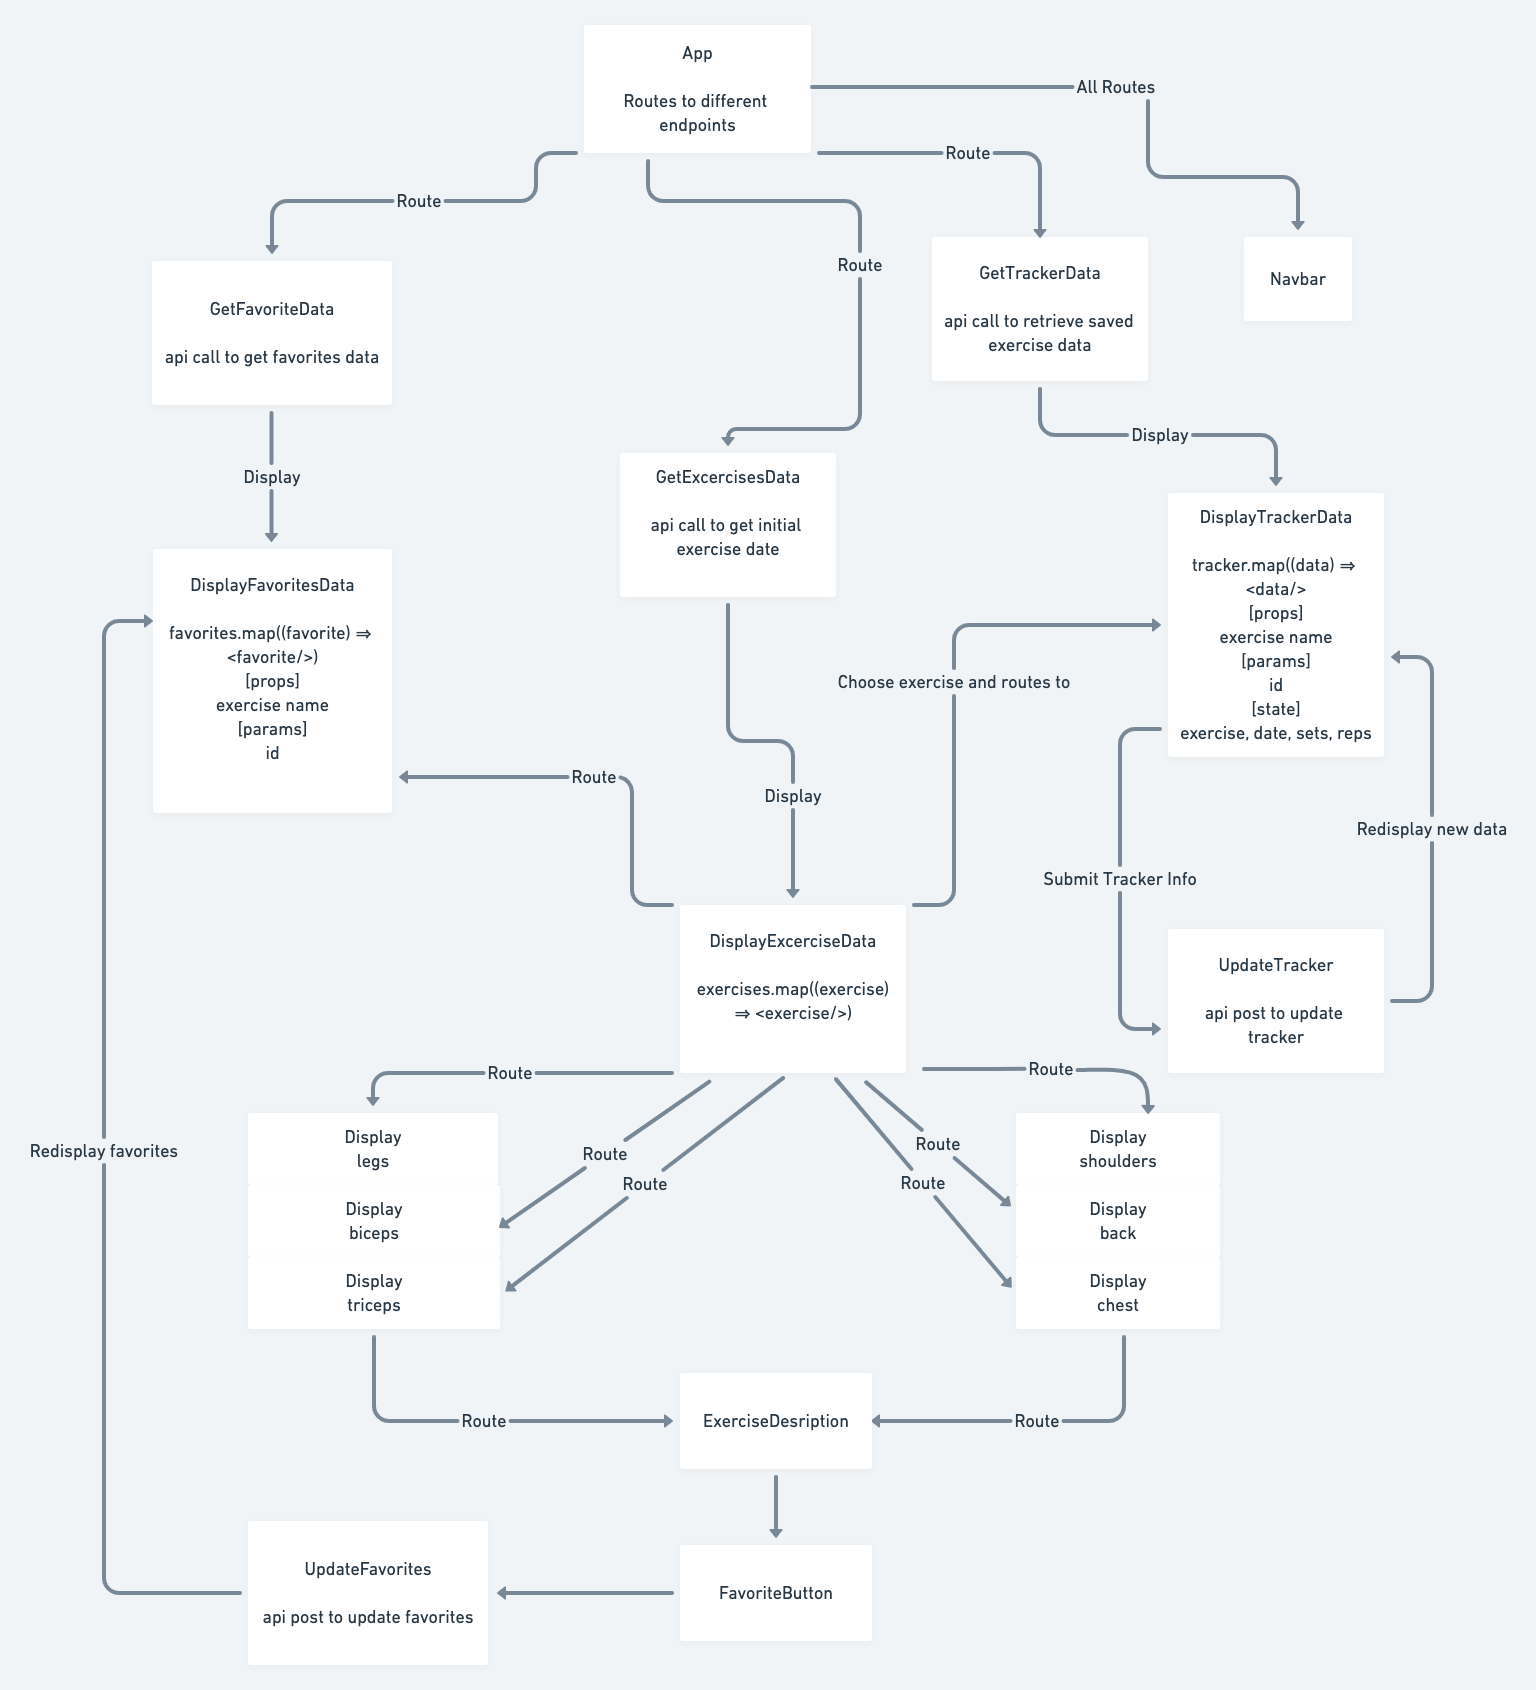 App
Routes to different
endpoints
All Routes
Route
Route
Route
GetFavoriteData
api call to get favorites data
GetTrackerData
api call to retrieve saved
exercise data
Navbar
Display
Display
GetExcercisesData
api call to get initial
exercise date
DisplayTrackerData
tracker.map((data) ⇒
<data/>
[props]
exercise name
[params]
id
[state]
exercise, date, sets, reps
DisplayFavoritesData
favorites.map((favorite) ⇒
<favorite/>)
[props]
exercise name
[params]
id
Choose exercise and routes to
Route
Display
Redisplay new data
Submit Tracker Info
DisplayExcerciseData
exercises.map((exercise)
⇒ <exercise/>)
UpdateTracker
api post to update
tracker
Route
Route
Redisplay favorites
Display
legs
Display
biceps
Display
triceps
Route
Route
Route
Route
Display
shoulders
Display
back
Display
chest
Route
ExerciseDesription
Route
UpdateFavorites
api post to update favorites
FavoriteButton